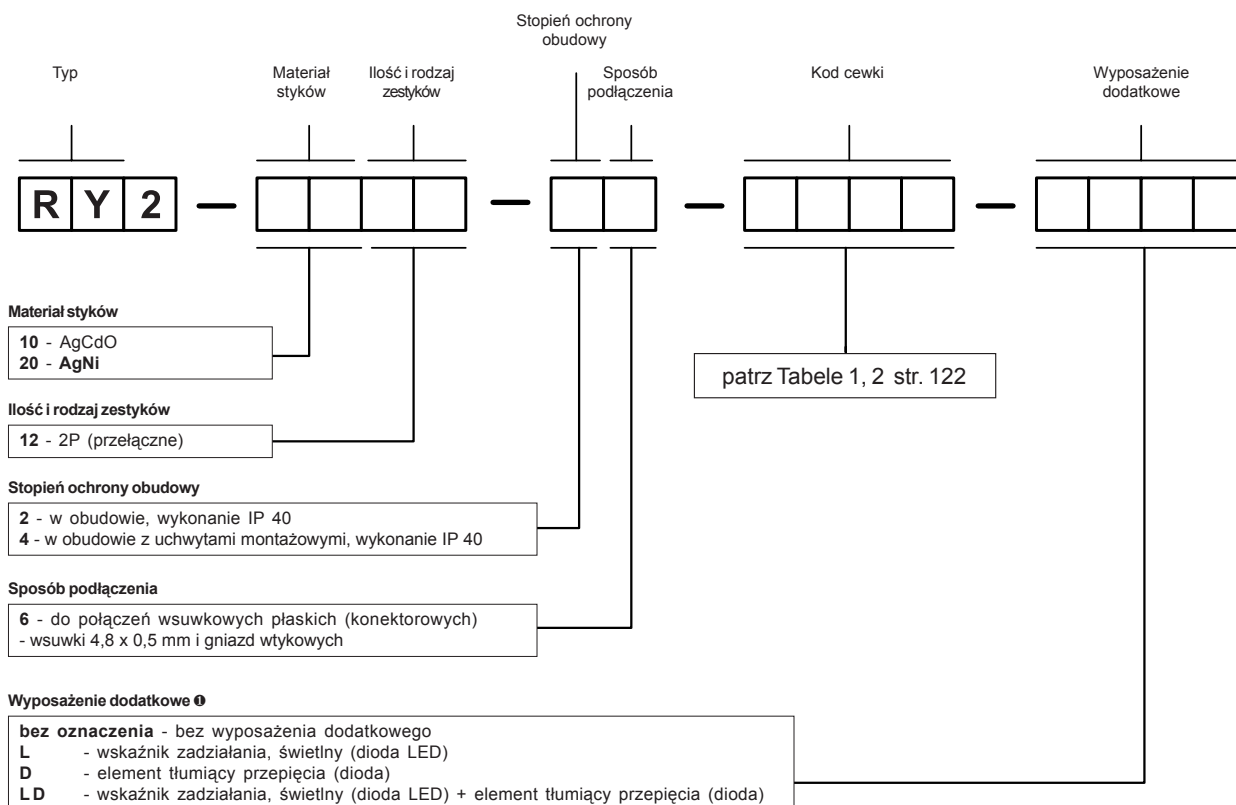 Stopień ochrony
obudowy
Typ
Materiał
styków
Ilość i rodzaj
zestyków
Sposób
podłączenia
Kod cewki
Wyposażenie
dodatkowe
R Y 2 — — — —
Materiał styków
10 - AgCdO
20 - AgNi
patrz Tabele 1, 2 str. 122
Ilość i rodzaj zestyków
12 - 2P (przełączne)
Stopień ochrony obudowy
2 - w obudowie, wykonanie IP 40
4 - w obudowie z uchwytami montażowymi, wykonanie IP 40
Sposób podłączenia
6 - do połączeń wsuwkowych płaskich (konektorowych)
- wsuwki 4,8 x 0,5 mm i gniazd wtykowych
Wyposażenie dodatkowe ❶
bez oznaczenia - bez wyposażenia dodatkowego
L - wskaźnik zadziałania, świetlny (dioda LED)
D - element tłumiący przepięcia (dioda)
LD - wskaźnik zadziałania, świetlny (dioda LED) + element tłumiący przepięcia (dioda)